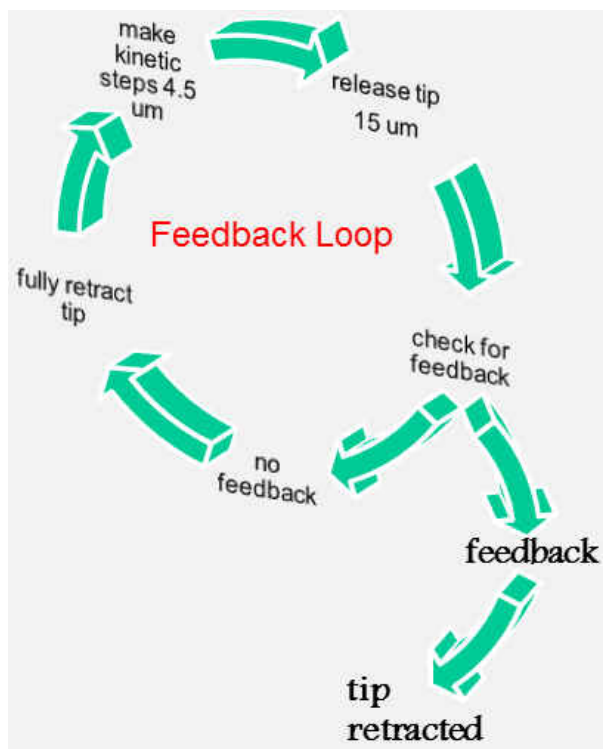 make
kinetic
steps 4.5
um
release tip
15 um
Feedback Loop
fully retract
tip
check for
feedback
no
feedback
feedback
tip
retracted